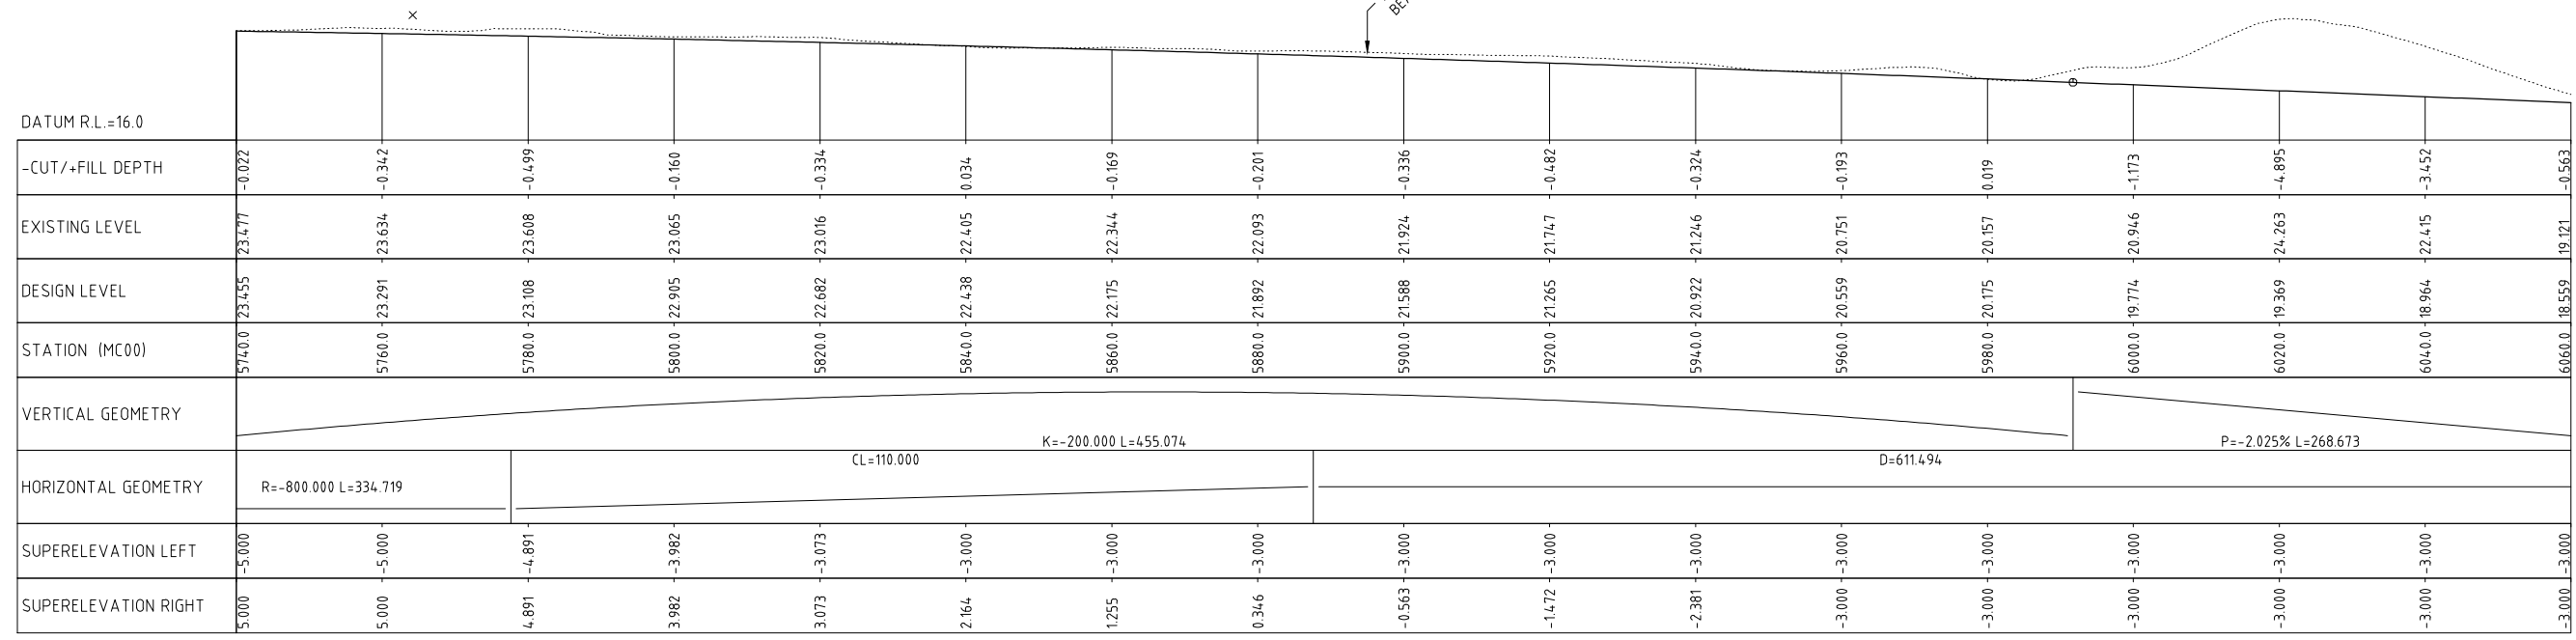 BE
DATUM R.L.=16.0
-CUT/+FILL DEPTH -0.022 -0.342 -0.499 -0.160 -0.334 0.034 -0.169 -0.201 -0.336 -0.482 -0.324 -0.193 0.019 -1.173 -4.895 -3.452 -0.563
EXISTING LEVEL 23.477 23.634 23.608 23.065 23.016 22.405 22.344 22.093 21.924 21.747 21.246 20.751 20.157 20.946 24.263 22.415 19.121
DESIGN LEVEL 23.455 23.291 23.108 22.905 22.682 22.438 22.175 21.892 21.588 21.265 20.922 20.559 20.175 19.774 19.369 18.964 18.559
STATION (MC00) 5740.0 5760.0 5780.0 5800.0 5820.0 5840.0 5860.0 5880.0 5900.0 5920.0 5940.0 5960.0 5980.0 6000.0 6020.0 6040.0 6060.0
VERTICAL GEOMETRY
K=-200.000 L=455.074 P=-2.025% L=268.673
CL=110.000 D=611.494
HORIZONTAL GEOMETRY R=-800.000 L=334.719
SUPERELEVATION LEFT -5.000 -5.000 -4.891 -3.982 -3.073 -3.000 -3.000 -3.000 -3.000 -3.000 -3.000 -3.000 -3.000 -3.000 -3.000 -3.000 -3.000
SUPERELEVATION RIGHT 5.000 5.000 4.891 3.982 3.073 2.164 1.255 0.346 -0.563 -1.472 -2.381 -3.000 -3.000 -3.000 -3.000 -3.000 -3.000